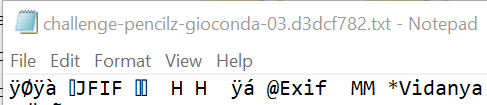 challenge-pencilz-gioconda-03.d3dcf782.txt - Notepad
File Edit Format View Help
ÿØÿà JFIF H H ÿá @Exif MM *Vidanya